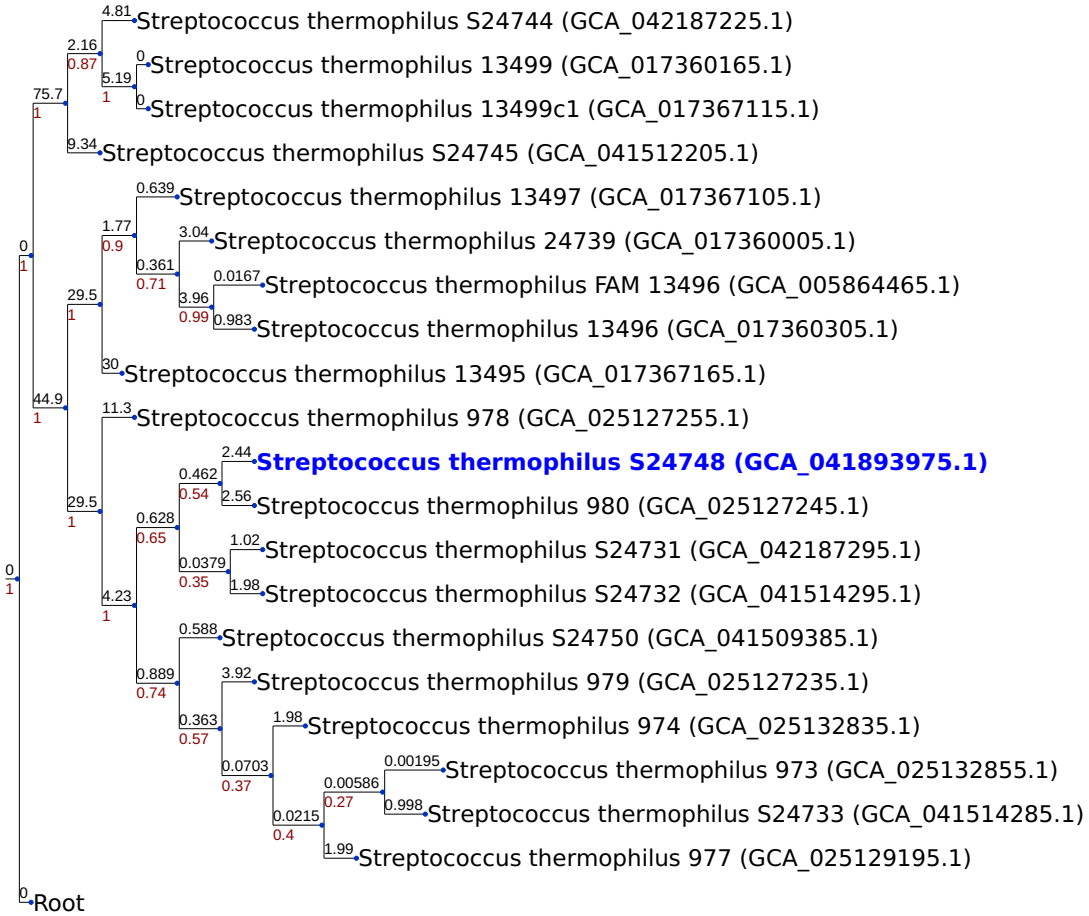 4.81 Streptococcus thermophilus S24744 (GCA_042187225.1)
2.16
0.87
0 Streptococcus thermophilus 13499 (GCA_017360165.1)
5.19
1
75.7
1
0 Streptococcus thermophilus 13499c1 (GCA_017367115.1)
9.34 Streptococcus thermophilus S24745 (GCA_041512205.1)
0.639 Streptococcus thermophilus 13497 (GCA_017367105.1)
1.77
0.9
3.04 Streptococcus thermophilus 24739 (GCA_017360005.1)
0
1
0.361
0.71
0.0167 Streptococcus thermophilus FAM 13496 (GCA_005864465.1)
29.5
1
3.96
0.99
0.983 Streptococcus thermophilus 13496 (GCA_017360305.1)
30 Streptococcus thermophilus 13495 (GCA_017367165.1)
44.9
1
11.3 Streptococcus thermophilus 978 (GCA_025127255.1)
2.44 Streptococcus thermophilus S24748 (GCA_041893975.1)
0.462
0.54
29.5
1
2.56 Streptococcus thermophilus 980 (GCA_025127245.1)
0.628
0.65
1.02 Streptococcus thermophilus S24731 (GCA_042187295.1)
0.0379
0.35
0
1
1.98 Streptococcus thermophilus S24732 (GCA_041514295.1)
4.23
1
0.588 Streptococcus thermophilus S24750 (GCA_041509385.1)
0.889
0.74
3.92 Streptococcus thermophilus 979 (GCA_025127235.1)
0.363
0.57
1.98 Streptococcus thermophilus 974 (GCA_025132835.1)
0.0703
0.37
0.00195 Streptococcus thermophilus 973 (GCA_025132855.1)
0.00586
0.27
0.998 Streptococcus thermophilus S24733 (GCA_041514285.1)
0.0215
0.4
1.99 Streptococcus thermophilus 977 (GCA_025129195.1)
0 Root